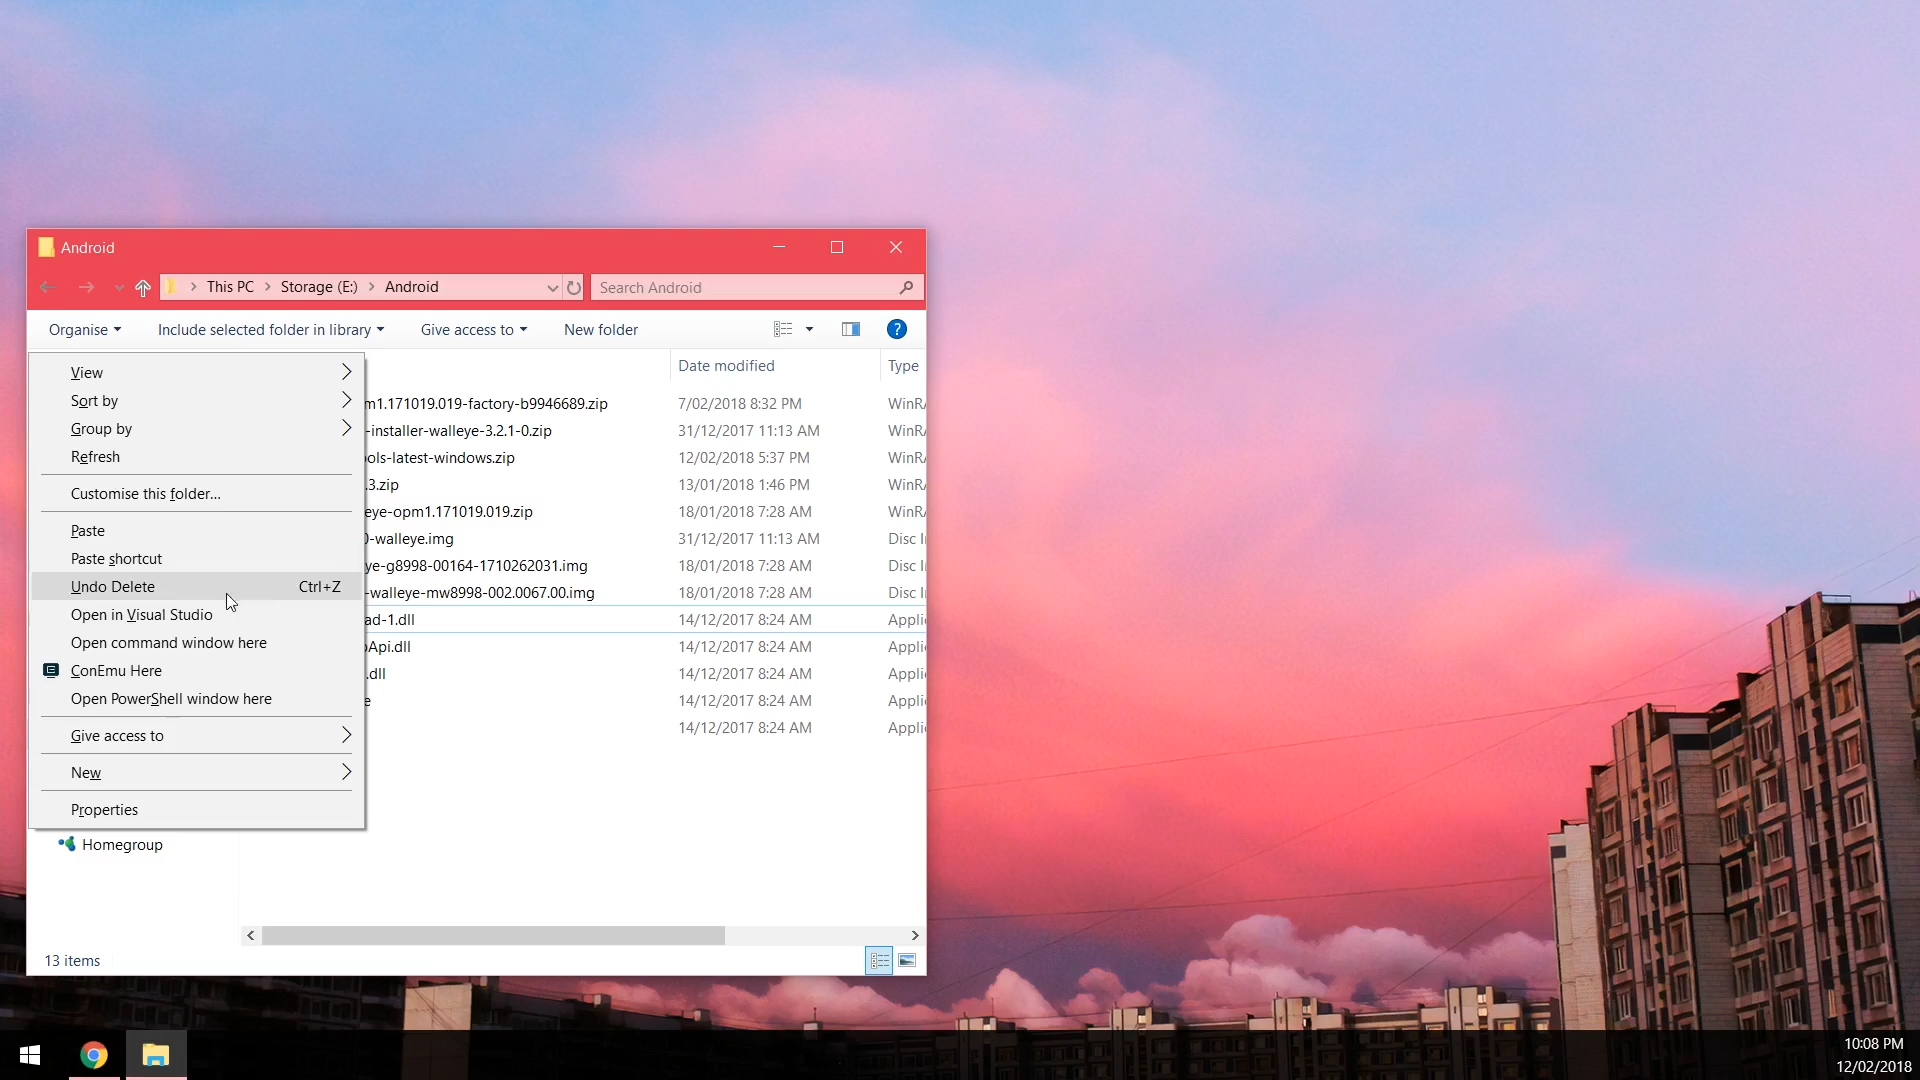 Android
This PC > Storage (E:) > Android
Search Android
Organise
Include selected folder in library
Give access to
New folder
?
Date modified
Type
View
Sort by
Group by
Refresh
Customise this folder...
Paste
Paste shortcut
Undo Delete Ctrl+Z
Open in Visual Studio
Open command window here
ConEmu Here
Open PowerShell window here
Give access to
New
Properties
m1.171019.019-factory-b9946689.zip 7/02/2018 8:32 PM WinR
-installer-walleye-3.2.1-0.zip 31/12/2017 11:13 AM WinR
ols-latest-windows.zip 12/02/2018 5:37 PM WinR
.3.zip 13/01/2018 1:46 PM WinR
eye-opm1.171019.019.zip 18/01/2018 7:28 AM WinR
0-walleye.img 31/12/2017 11:13 AM Disc I
ye-g8998-00164-1710262031.img 18/01/2018 7:28 AM Disc I
-walleye-mw8998-002.0067.00.img 18/01/2018 7:28 AM Disc I
ad-1.dll 14/12/2017 8:24 AM Appli
Api.dll 14/12/2017 8:24 AM Appli
.dll 14/12/2017 8:24 AM Appli
e 14/12/2017 8:24 AM Appli
14/12/2017 8:24 AM Appli
Homegroup
13 items
10:08 PM
12/02/2018